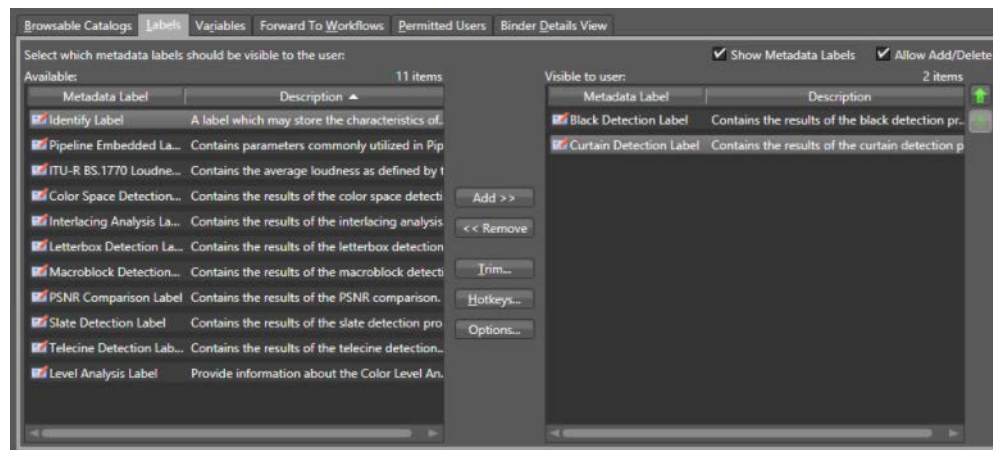 Browsable Catalogs Labels Variables Forward To Workflows Permitted Users Binder Details View
Select which metadata labels should be visible to the user:
Show Metadata Labels Allow Add/Delete
Available: 11 items
Metadata Label Description
Identify Label A label which may store the characteristics of..
Pipeline Embedded La... Contains parameters commonly utilized in Pip
ITU-R BS.1770 Loudne... Contains the average loudness as defined by t
Color Space Detection... Contains the results of the color space detecti
Interlacing Analysis La... Contains the results of the interlacing analysis
Letterbox Detection La... Contains the results of the letterbox detection
Macroblock Detection... Contains the results of the macroblock detecti
PSNR Comparison Label Contains the results of the PSNR comparison.
Slate Detection Label Contains the results of the slate detection pro
Telecine Detection Lab... Contains the results of the telecine detection..
Level Analysis Label Provide information about the Color Level An.
Add >>
<< Remove
Trim...
Hotkeys...
Options...
Visible to user: 2 items
Metadata Label Description
Black Detection Label Contains the results of the black detection pr..
Curtain Detection Label Contains the results of the curtain detection p